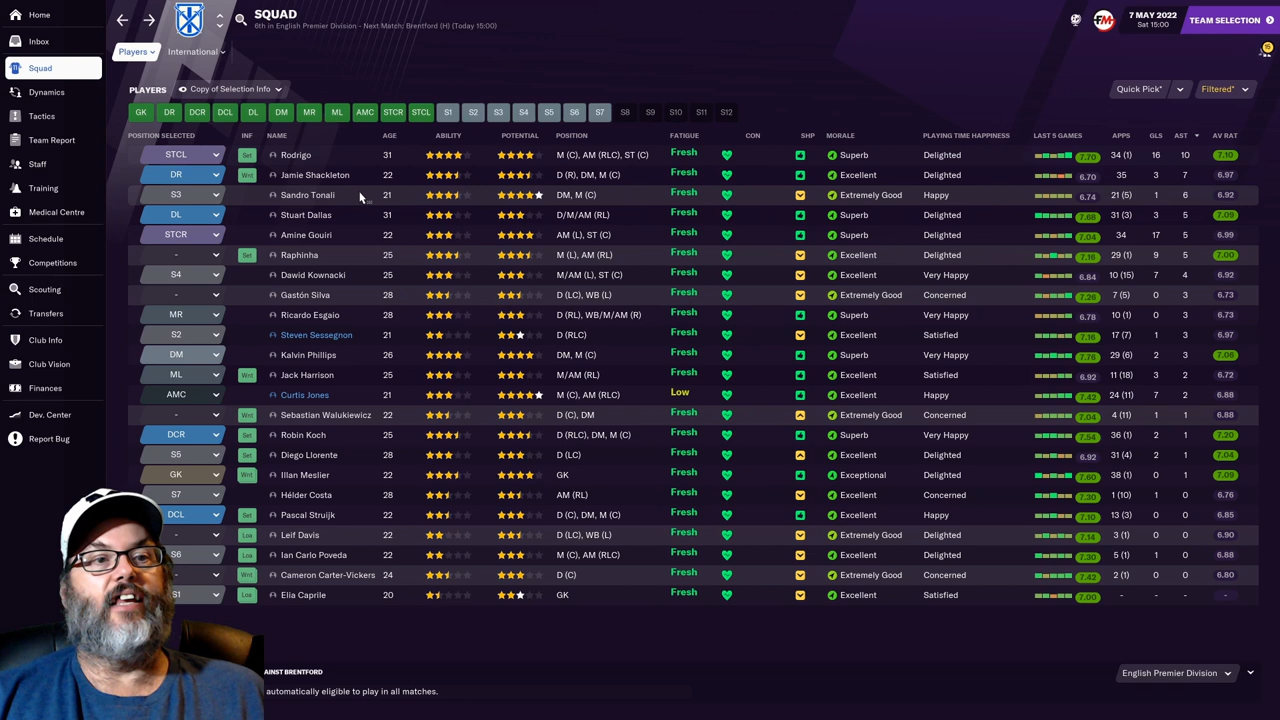 Home
Inbox
Squad
Dynamics
Tactics
Team Report
Staff
Training
Medical Centre
Schedule
Competitions
Scouting
Transfers
Club Info
Club Vision
Finances
Dev. Center
Report Bug
SQUAD
6th in English Premier Division - Next Match: Brentford (H) (Today 15:00)
FM
7 MAY 2022
Sat 15:00
TEAM SELECTION
Players International
15
PLAYERS Copy of Selection Info Quick Pick* Filtered*
GK DR DCR DCL DL DM MR ML AMC STCR STCL S1 S2 S3 S4 S5 S6 S7 S8 S9 S10 S11 S12
POSITION SELECTED INF NAME AGE ABILITY POTENTIAL POSITION FATIGUE CON SHP MORALE PLAYING TIME HAPPINESS LAST 5 GAMES APPS GLS AST AV RAT
STCL Set Rodrigo 31 M (C), AM (RLC), ST (C) Fresh Superb Delighted 7.70 34 (1) 16 10 7.10
DR Wnt Jamie Shackleton 22 D (R), DM, M (C) Fresh Excellent Delighted 6.70 35 3 7 6.97
S3 Sandro Tonali 21 DM, M (C) Fresh Extremely Good Happy 6.74 21 (5) 1 6 6.92
DL Stuart Dallas 31 D/M/AM (RL) Fresh Superb Delighted 7.68 31 (3) 3 5 7.09
STCR Amine Gouiri 22 AM (L), ST (C) Fresh Superb Delighted 7.04 34 17 5 6.99
- Set Raphinha 25 M (L), AM (RL) Fresh Excellent Delighted 7.16 29 (1) 9 5 7.00
S4 Dawid Kownacki 25 M/AM (L), ST (C) Fresh Excellent Very Happy 6.84 10 (15) 7 4 6.92
- Gastón Silva 28 D (LC), WB (L) Fresh Extremely Good Concerned 7.26 7 (5) 0 3 6.73
MR Ricardo Esgaio 28 D (RL), WB/M/AM (R) Fresh Superb Very Happy 6.78 10 (1) 0 3 6.73
S2 Steven Sessegnon 21 D (RLC) Fresh Excellent Satisfied 7.16 17 (7) 1 3 6.97
DM Kalvin Phillips 26 DM, M (C) Fresh Superb Very Happy 7.76 29 (6) 2 3 7.06
ML Wnt Jack Harrison 25 M/AM (RL) Fresh Excellent Satisfied 6.92 11 (18) 3 2 6.72
AMC Curtis Jones 21 M (C), AM (RLC) Low Excellent Happy 7.42 24 (11) 7 2 6.88
- Wnt Sebastian Walukiewicz 22 D (C), DM Fresh Extremely Good Concerned 7.04 4 (11) 1 1 6.88
DCR Set Robin Koch 25 D (RLC), DM, M (C) Fresh Superb Very Happy 7.54 36 (1) 2 1 7.20
S5 Set Diego Llorente 28 D (LC) Fresh Excellent Delighted 6.92 31 (4) 2 1 7.04
GK Wnt Illan Meslier 22 GK Fresh Exceptional Delighted 7.60 38 (1) 0 1 7.09
S7 Hélder Costa 28 AM (RL) Fresh Excellent Concerned 7.30 1 (10) 1 0 6.76
DCL Set Pascal Struijk 22 D (C), DM, M (C) Fresh Excellent Happy 7.10 13 (3) 0 0 6.85
- Loa Leif Davis 22 D (LC), WB (L) Fresh Excellent Delighted 7.14 3 (1) 0 0 6.90
S6 Loa Ian Carlo Poveda 22 M (C), AM (RLC) Fresh Excellent Delighted 7.30 5 (1) 1 0 6.88
- Wnt Cameron Carter-Vickers 24 D (C) Fresh Extremely Good Concerned 7.42 2 (1) 0 0 6.80
S1 Loa Elia Caprile 20 GK Fresh Excellent Satisfied 7.00 - - - -
AINST BRENTFORD
English Premier Division
automatically eligible to play in all matches.